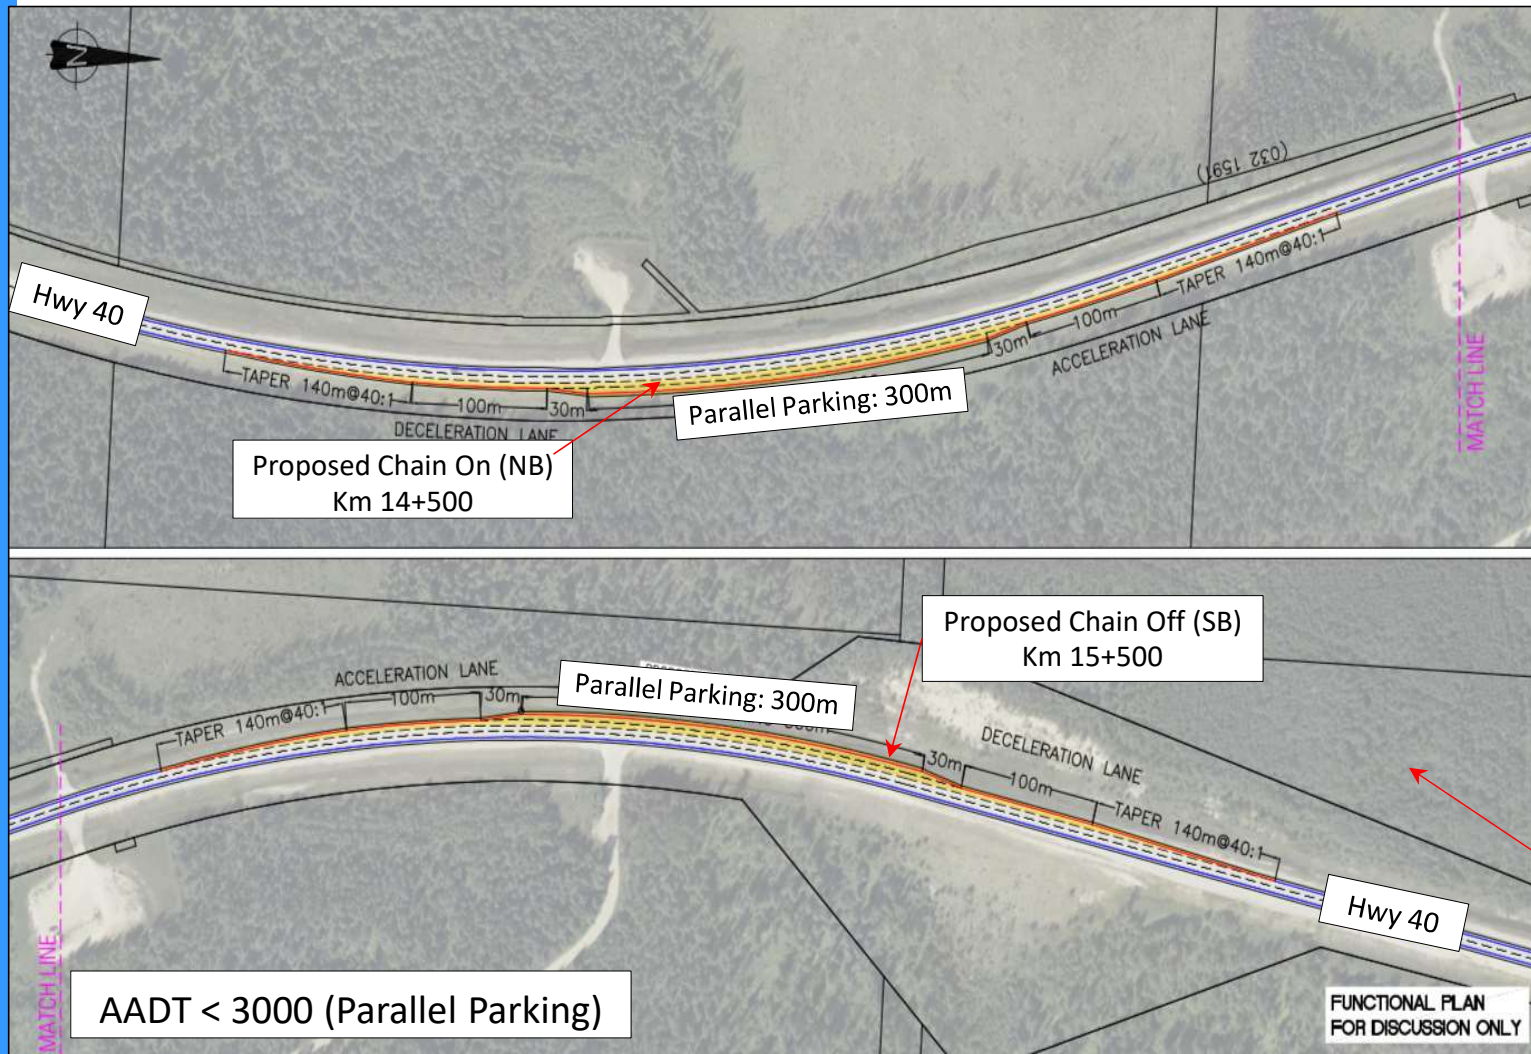 N
(032 1591)
Hwy 40
TAPER 140m@40:1
100m
30m
DECELERATION LANE
Parallel Parking: 300m
30m
100m
TAPER 140m@40:1
ACCELERATION LANE
MATCH LINE
Proposed Chain On (NB)
Km 14+500
Proposed Chain Off (SB)
Km 15+500
ACCELERATION LANE
TAPER 140m@40:1
100m
30m
Parallel Parking: 300m
30m
100m
DECELERATION LANE
TAPER 140m@40:1
Hwy 40
MATCH LINE
AADT < 3000 (Parallel Parking)
FUNCTIONAL PLAN
FOR DISCUSSION ONLY